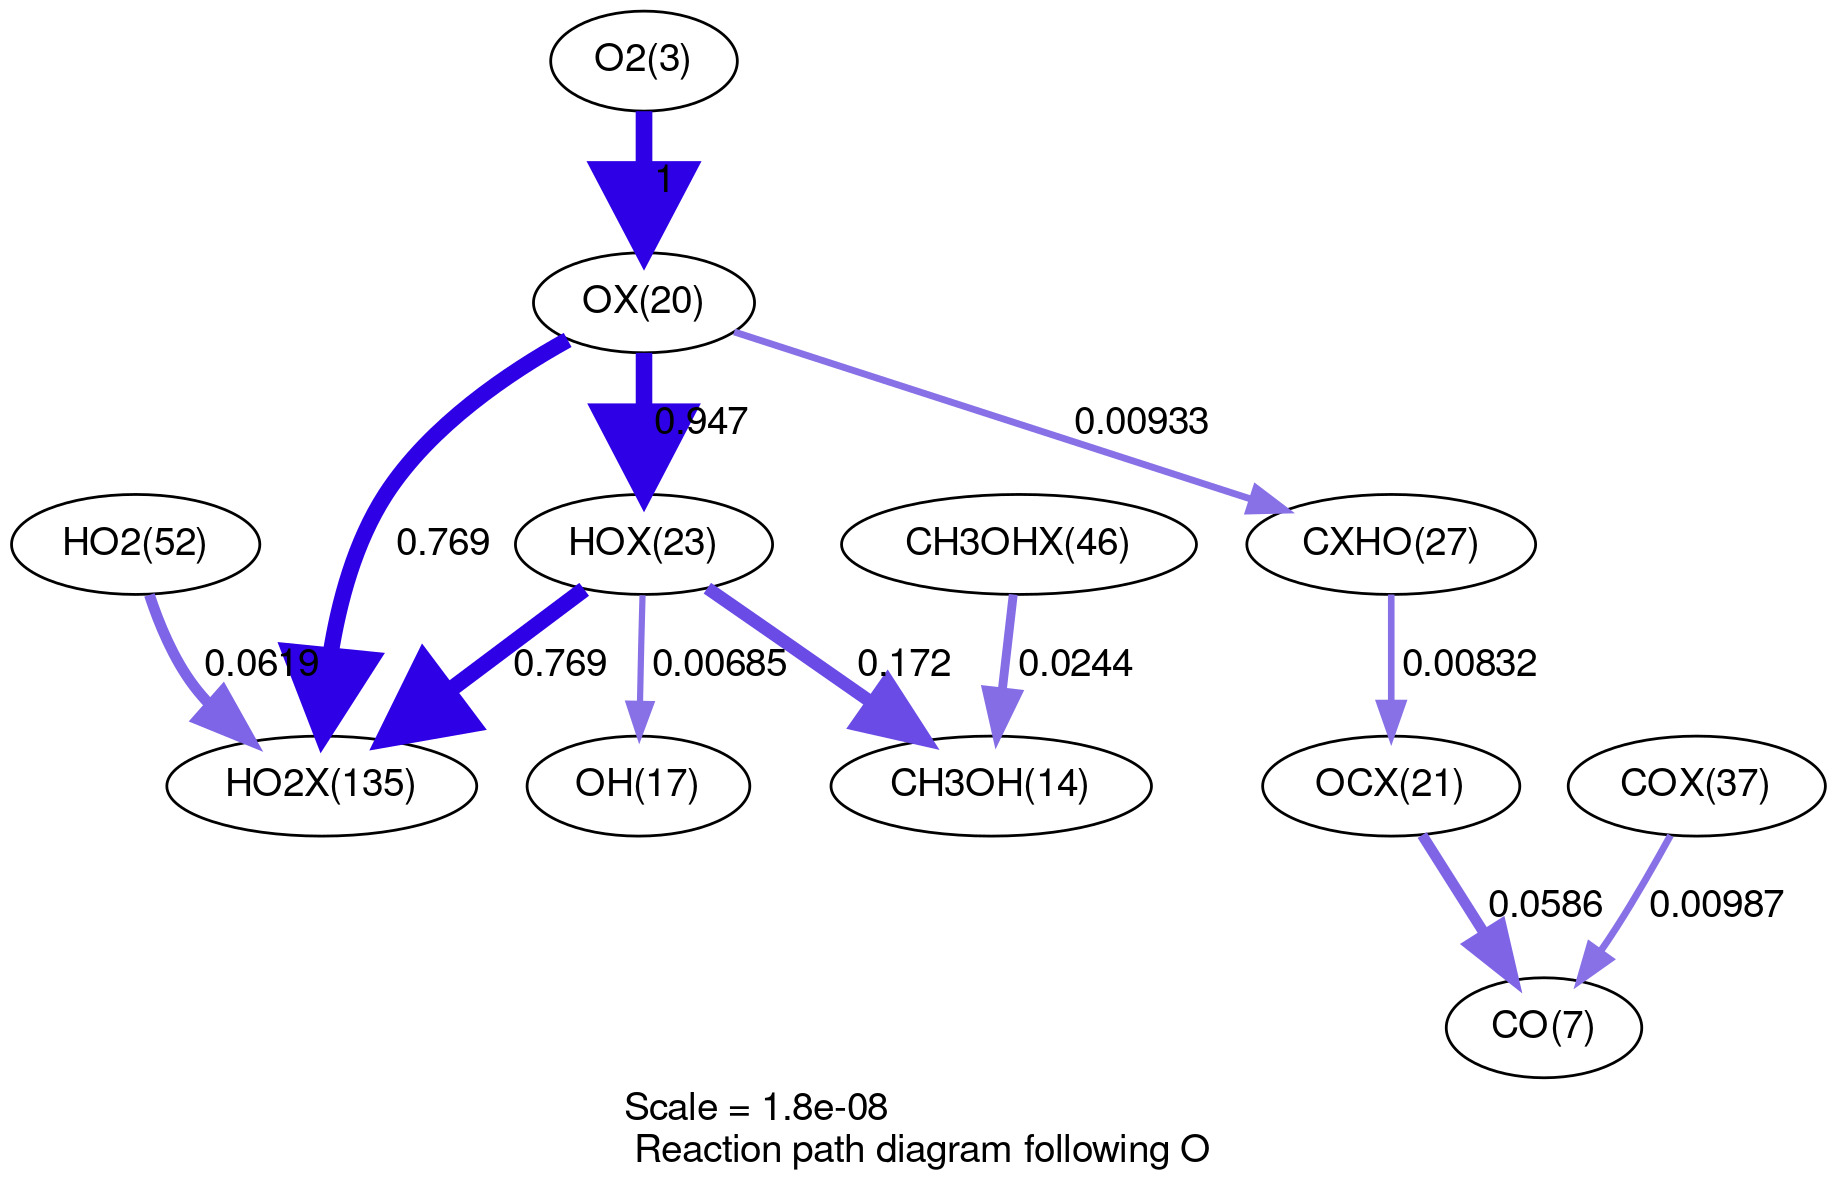 O2(3)
1
OX(20)
0.947
0.00933
HO2(52)
0.769
HOX(23)
CH3OHX(46)
CXHO(27)
0.0619
0.769
0.00685
0.172
0.0244
0.00832
HO2X(135)
OH(17)
CH3OH(14)
OCX(21)
COX(37)
0.0586
0.00987
CO(7)
Scale = 1.8e-08
Reaction path diagram following O